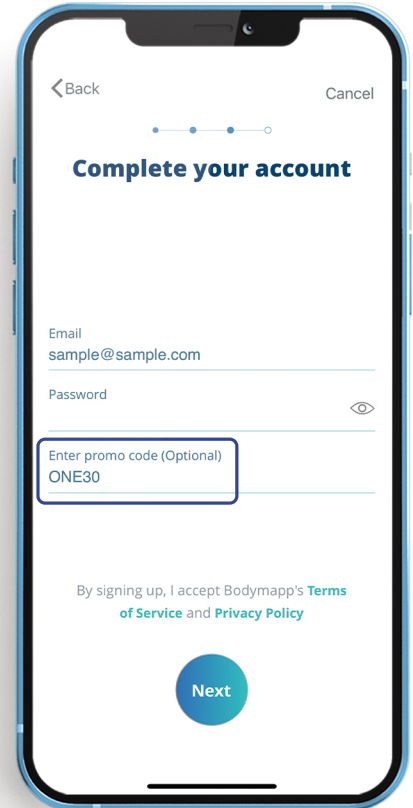 Back
Cancel
Complete your account
Email
sample@sample.com
Password
Enter promo code (Optional)
ONE30
By signing up, I accept Bodymapp's Terms
of Service and Privacy Policy
Next